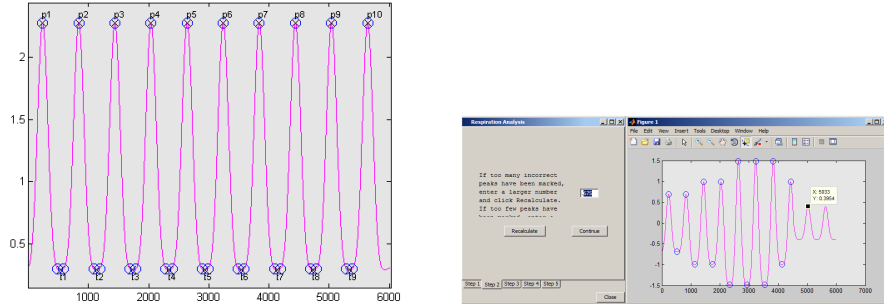 p1 p2 p3 p4 p5 p6 p7 p8 p9 p10
2
1.5
1
0.5
t1 t2 t3 t4 t5 t6 t7 t8 t9
1000 2000 3000 4000 5000 6000
Respiration Analysis
If too many incorrect
peaks have been marked,
enter a larger number
and click Recalculate.
If too few peaks have
Recalculate Continue
Step 1 Step 2 Step 3 Step 4 Step 5
Close
Figure 1
File Edit View Insert Tools Desktop Window Help
1.5
1
0.5
0
-0.5
-1
-1.5
X: 5033
Y: 0.3954
0 1000 2000 3000 4000 5000 6000 7000